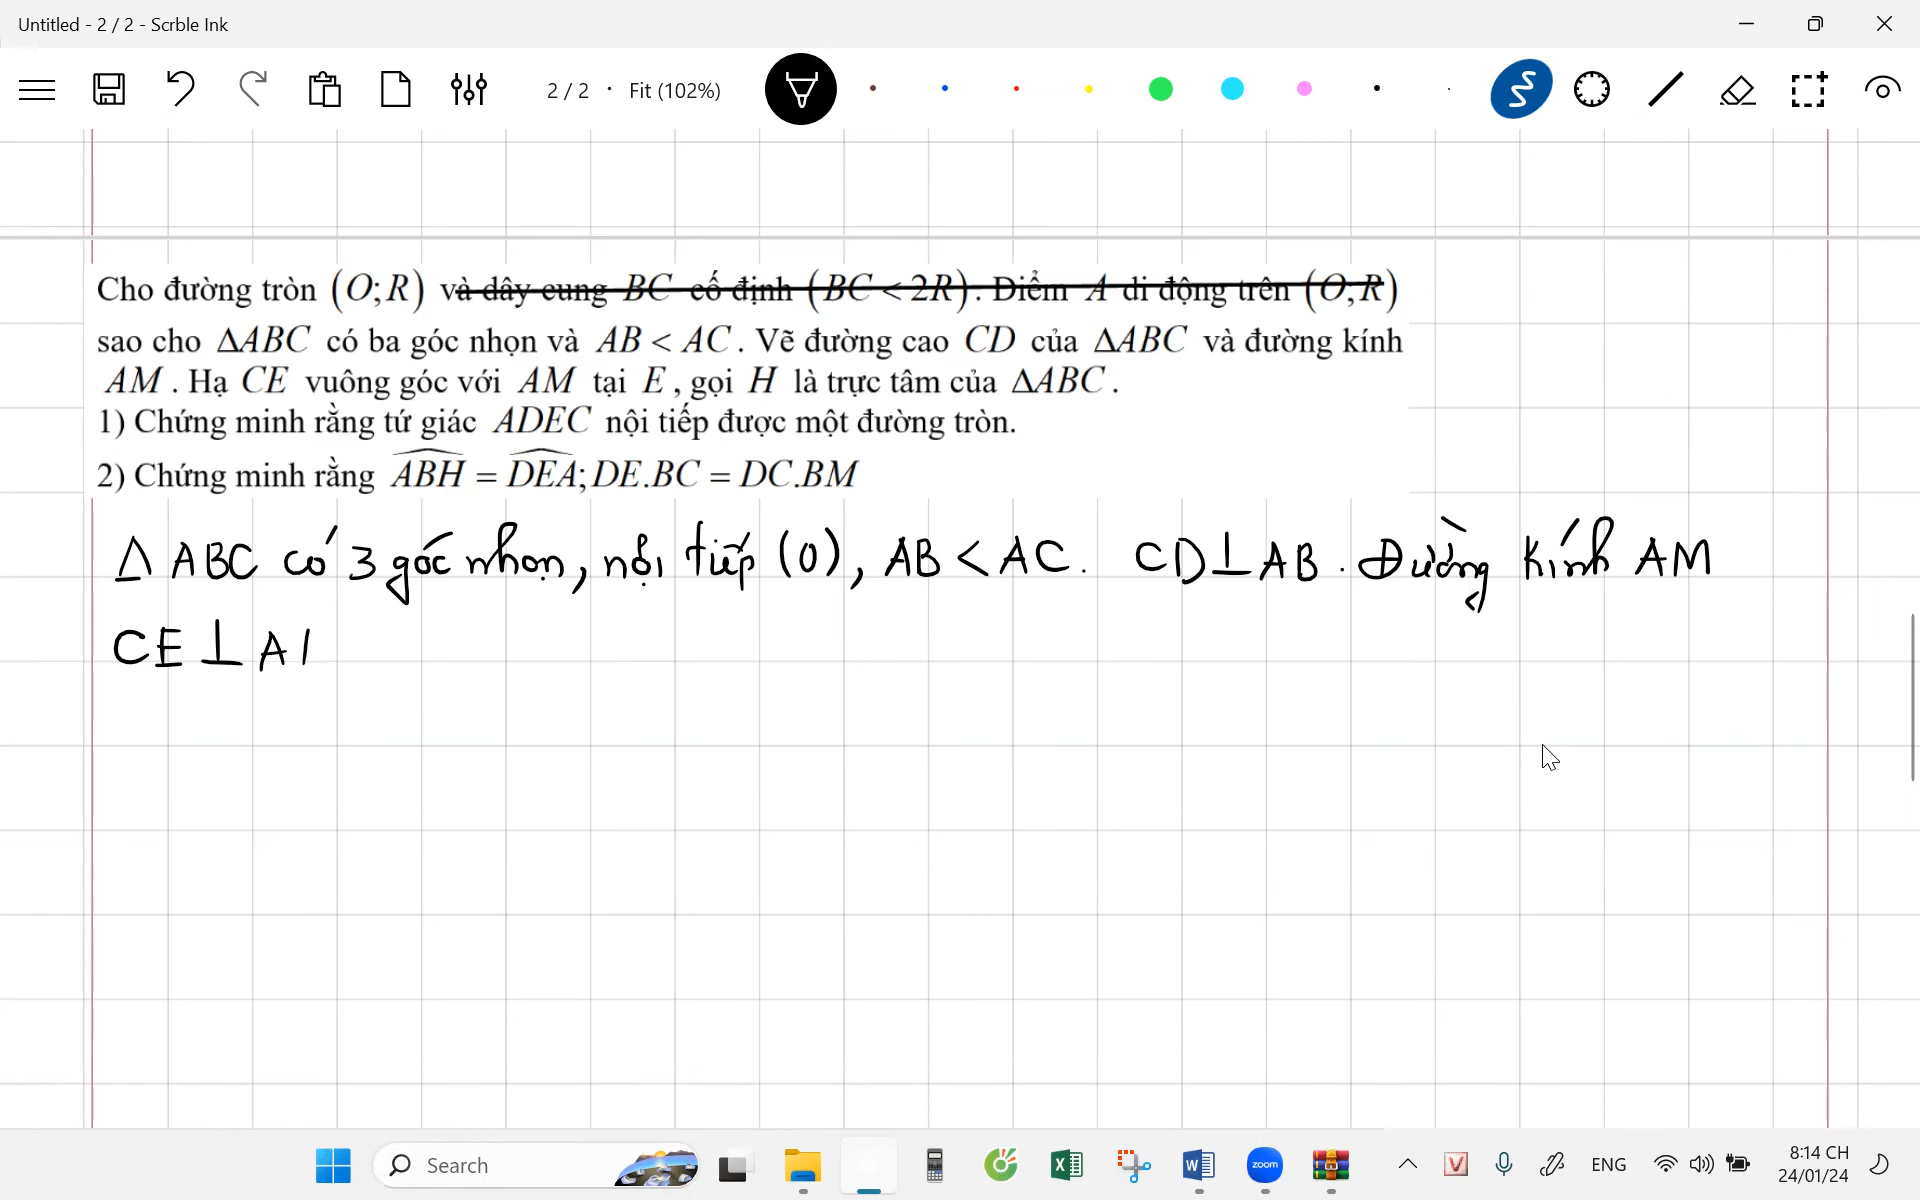 Untitled - 2 / 2 - Scrble Ink
2 / 2 · Fit (102%)
Cho đường tròn (O;R) và dây cung BC cố định (BC < 2R). Điểm A di động trên (O,R)
sao cho ΔABC có ba góc nhọn và AB < AC. Vẽ đường cao CD của ΔABC và đường kính
AM. Hạ CE vuông góc với AM tại E, gọi H là trực tâm của ΔABC.
1) Chứng minh rằng tứ giác ADEC nội tiếp được một đường tròn.
2) Chứng minh rằng \widehat{ABH} = \widehat{DEA}; DE.BC = DC.BM
Δ ABC có 3 góc nhọn, nội tiếp (O), AB < AC. CD ⊥ AB. Đường kính AM
CE ⊥ A I
Search
zoom
ENG
8:14 CH
24/01/24